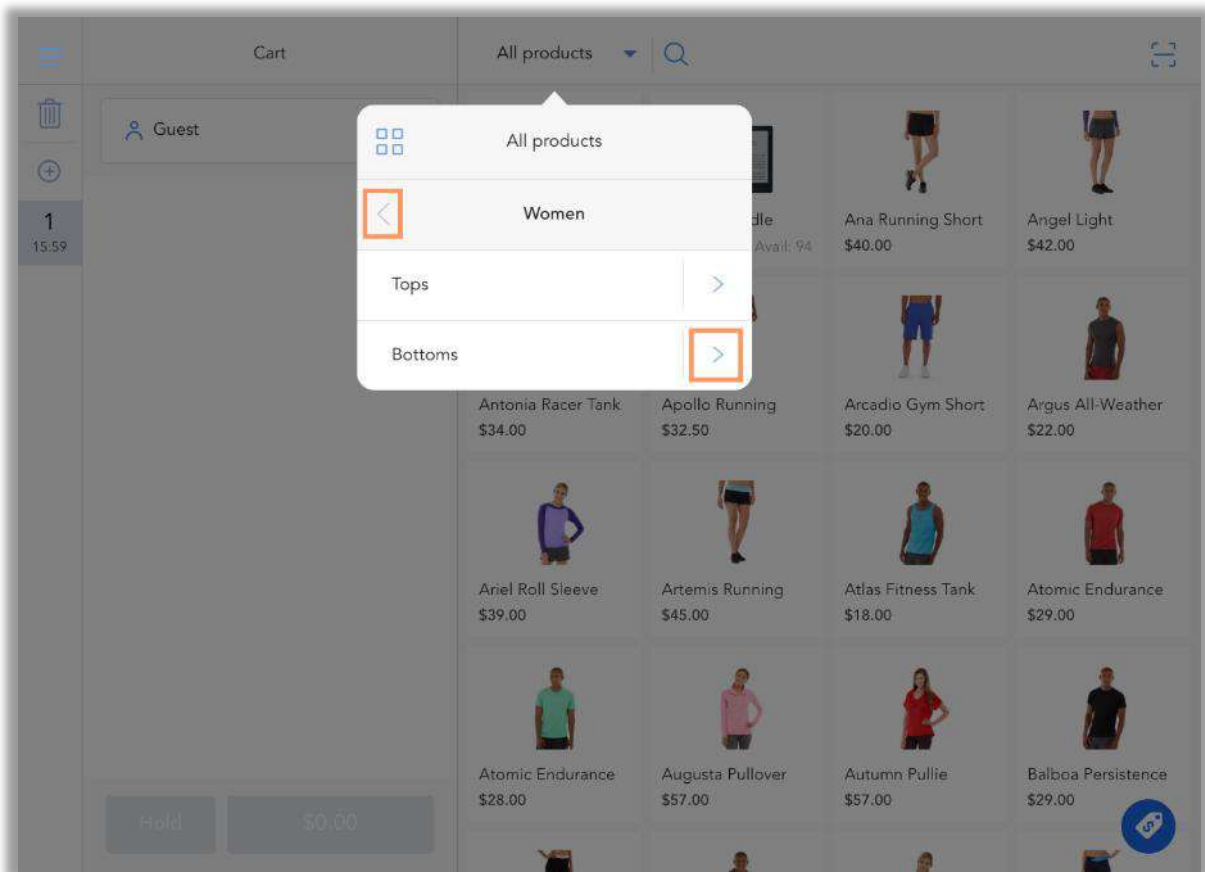 Cart
All products
Guest
1
15:59
All products
Women
Tops
Bottoms
Avail: 94
Ana Running Short
$40.00
Angel Light
$42.00
Antonia Racer Tank
$34.00
Apollo Running
$32.50
Arcadio Gym Short
$20.00
Argus All-Weather
$22.00
Ariel Roll Sleeve
$39.00
Artemis Running
$45.00
Atlas Fitness Tank
$18.00
Atomic Endurance
$29.00
Atomic Endurance
$28.00
Augusta Pullover
$57.00
Autumn Pullie
$57.00
Balboa Persistence
$29.00
Hold
$0.00